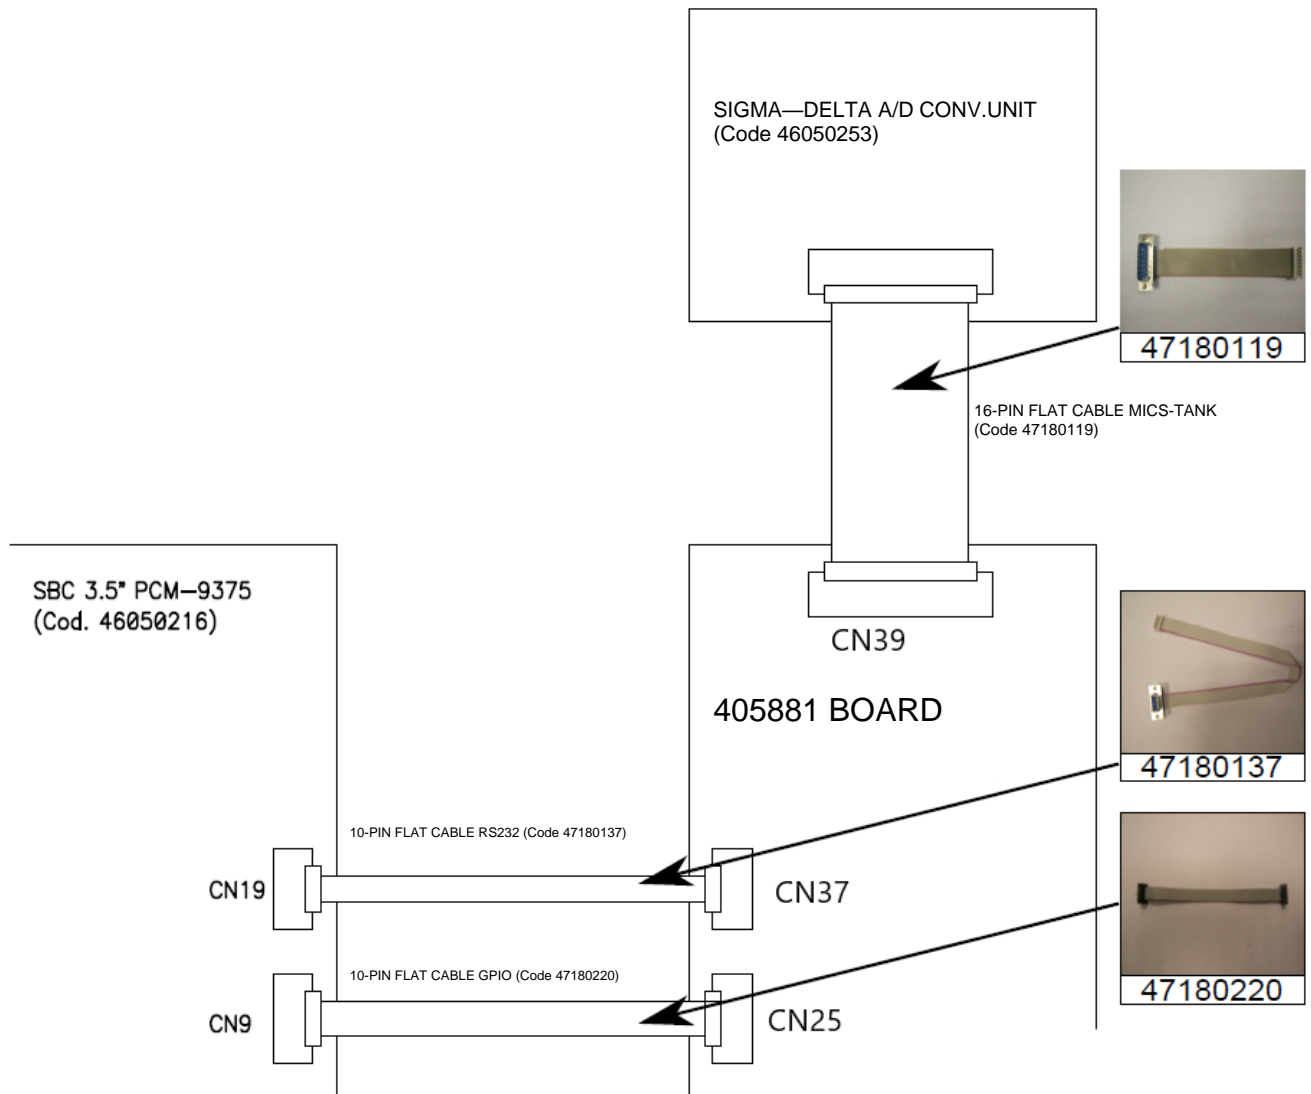 SIGMA—DELTA A/D CONV.UNIT
(Code 46050253)
47180119
16-PIN FLAT CABLE MICS-TANK
(Code 47180119)
SBC 3.5" PCM–9375
(Cod. 46050216)
CN39
405881 BOARD
47180137
10-PIN FLAT CABLE RS232 (Code 47180137)
CN19
CN37
10-PIN FLAT CABLE GPIO (Code 47180220)
47180220
CN9
CN25